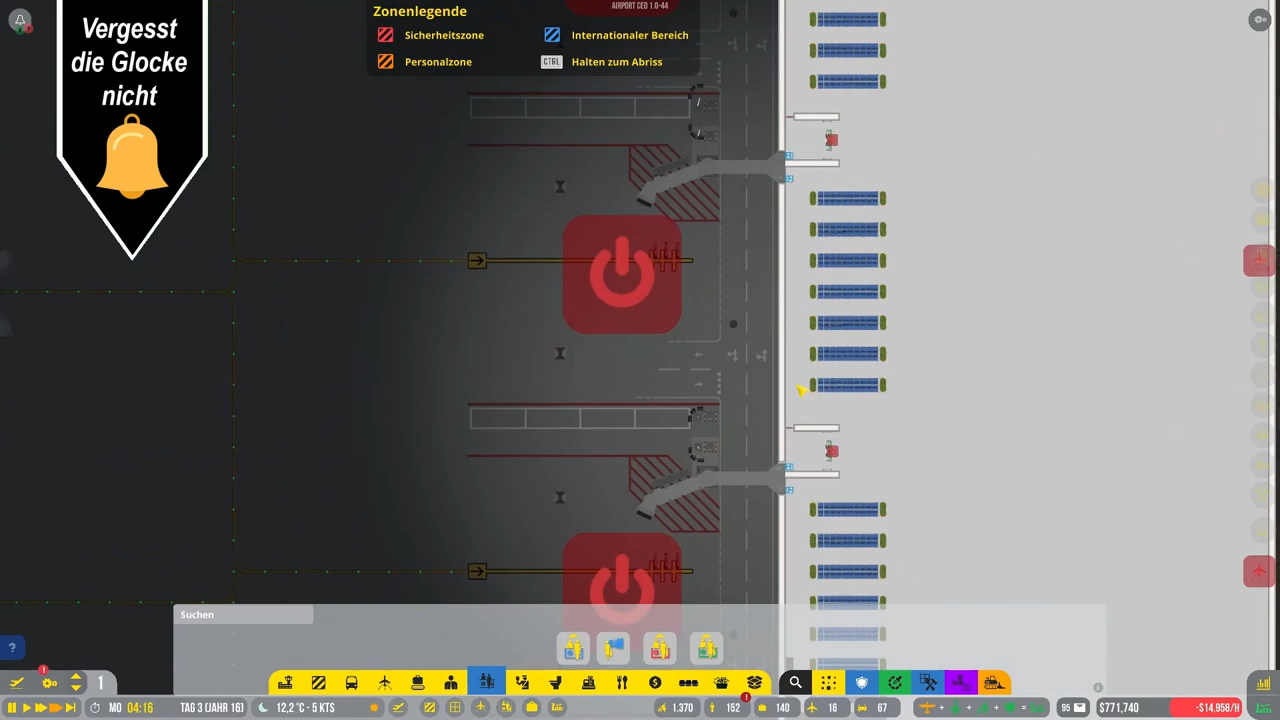 Vergesst
die Glocke
nicht
Zonenlegende
AIRPORT CEO 1.0-44
Sicherheitszone
Internationaler Bereich
Personalzone
CTRL
Halten zum Abriss
Suchen
?
1
MO 04:16
TAG 3 (JAHR 16)
12,2°C - 5 KTS
1.370
152
140
16
67
95
$771,740
-$14,958/H